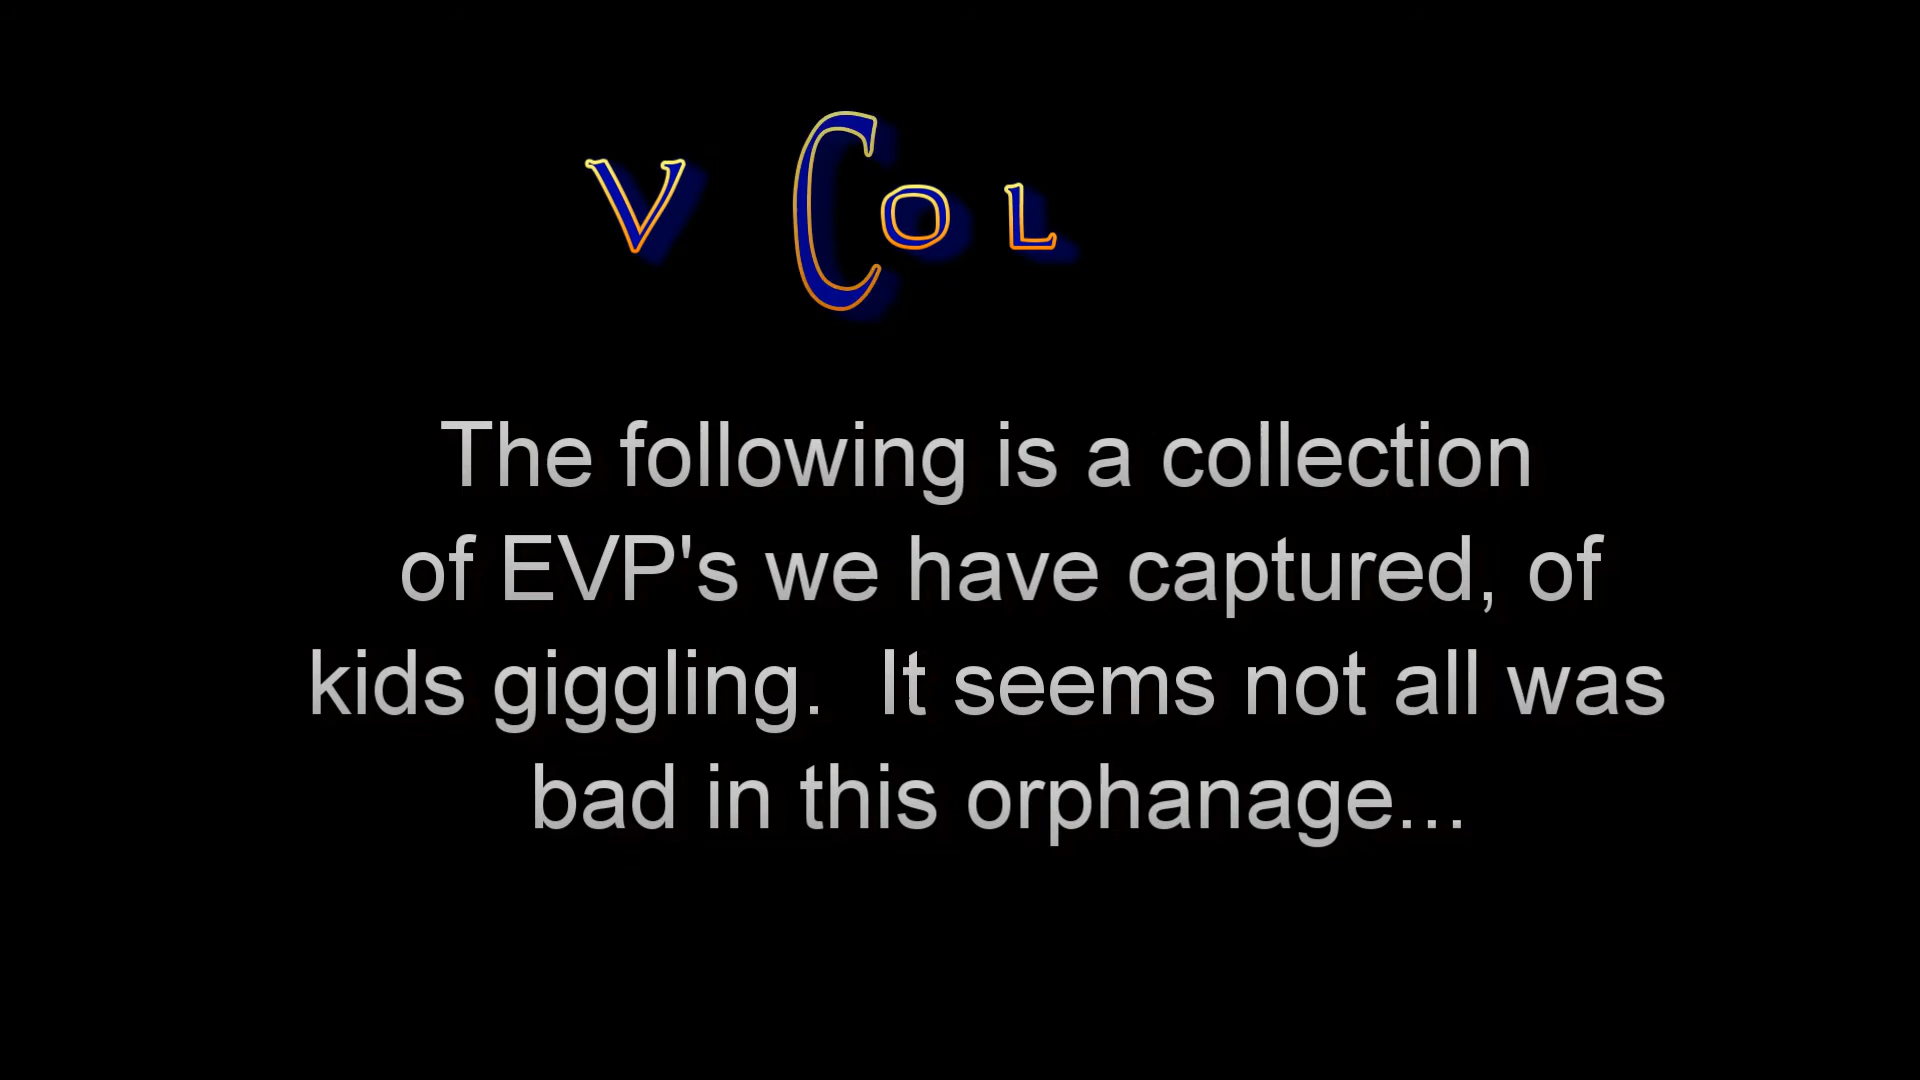 V Col
The following is a collection
of EVP's we have captured, of
kids giggling.  It seems not all was
bad in this orphanage...